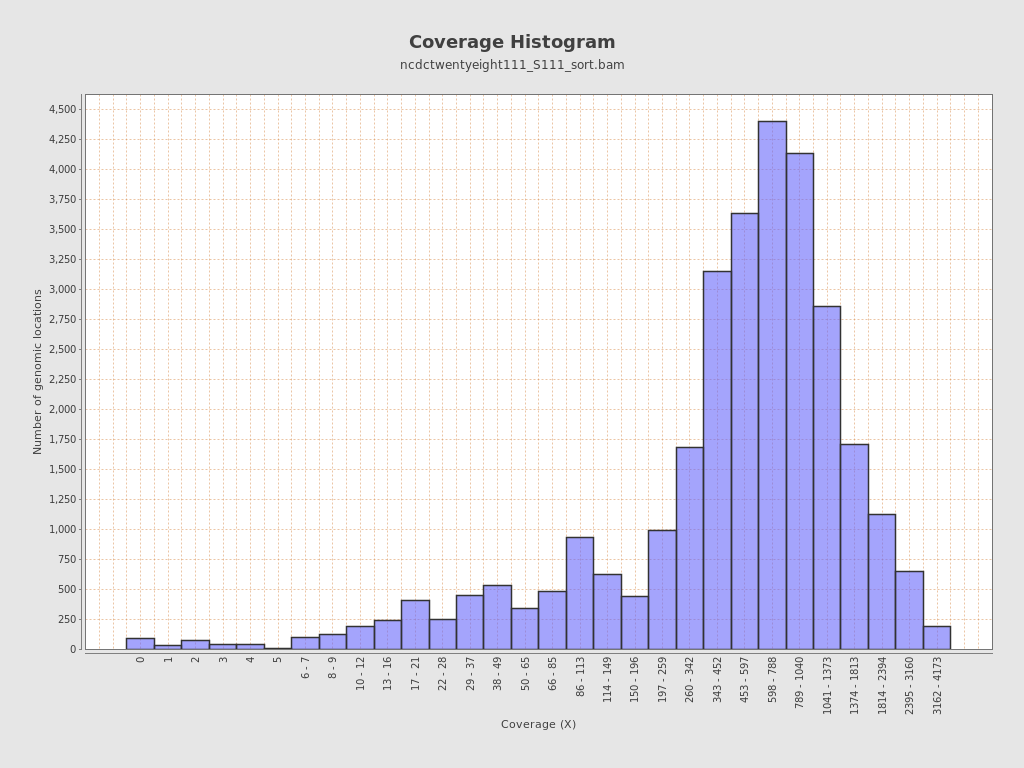 Coverage Histogram
ncdctwentyeight111_S111_sort.bam
Number of genomic locations
4,500
4,250
4,000
3,750
3,500
3,250
3,000
2,750
2,500
2,250
2,000
1,750
1,500
1,250
1,000
750
500
250
0
0
1
2
3
4
5
6 - 7
8 - 9
10 - 12
13 - 16
17 - 21
22 - 28
29 - 37
38 - 49
50 - 65
66 - 85
86 - 113
114 - 149
150 - 196
197 - 259
260 - 342
343 - 452
453 - 597
598 - 788
789 - 1040
1041 - 1373
1374 - 1813
1814 - 2394
2395 - 3160
3162 - 4173
Coverage (X)